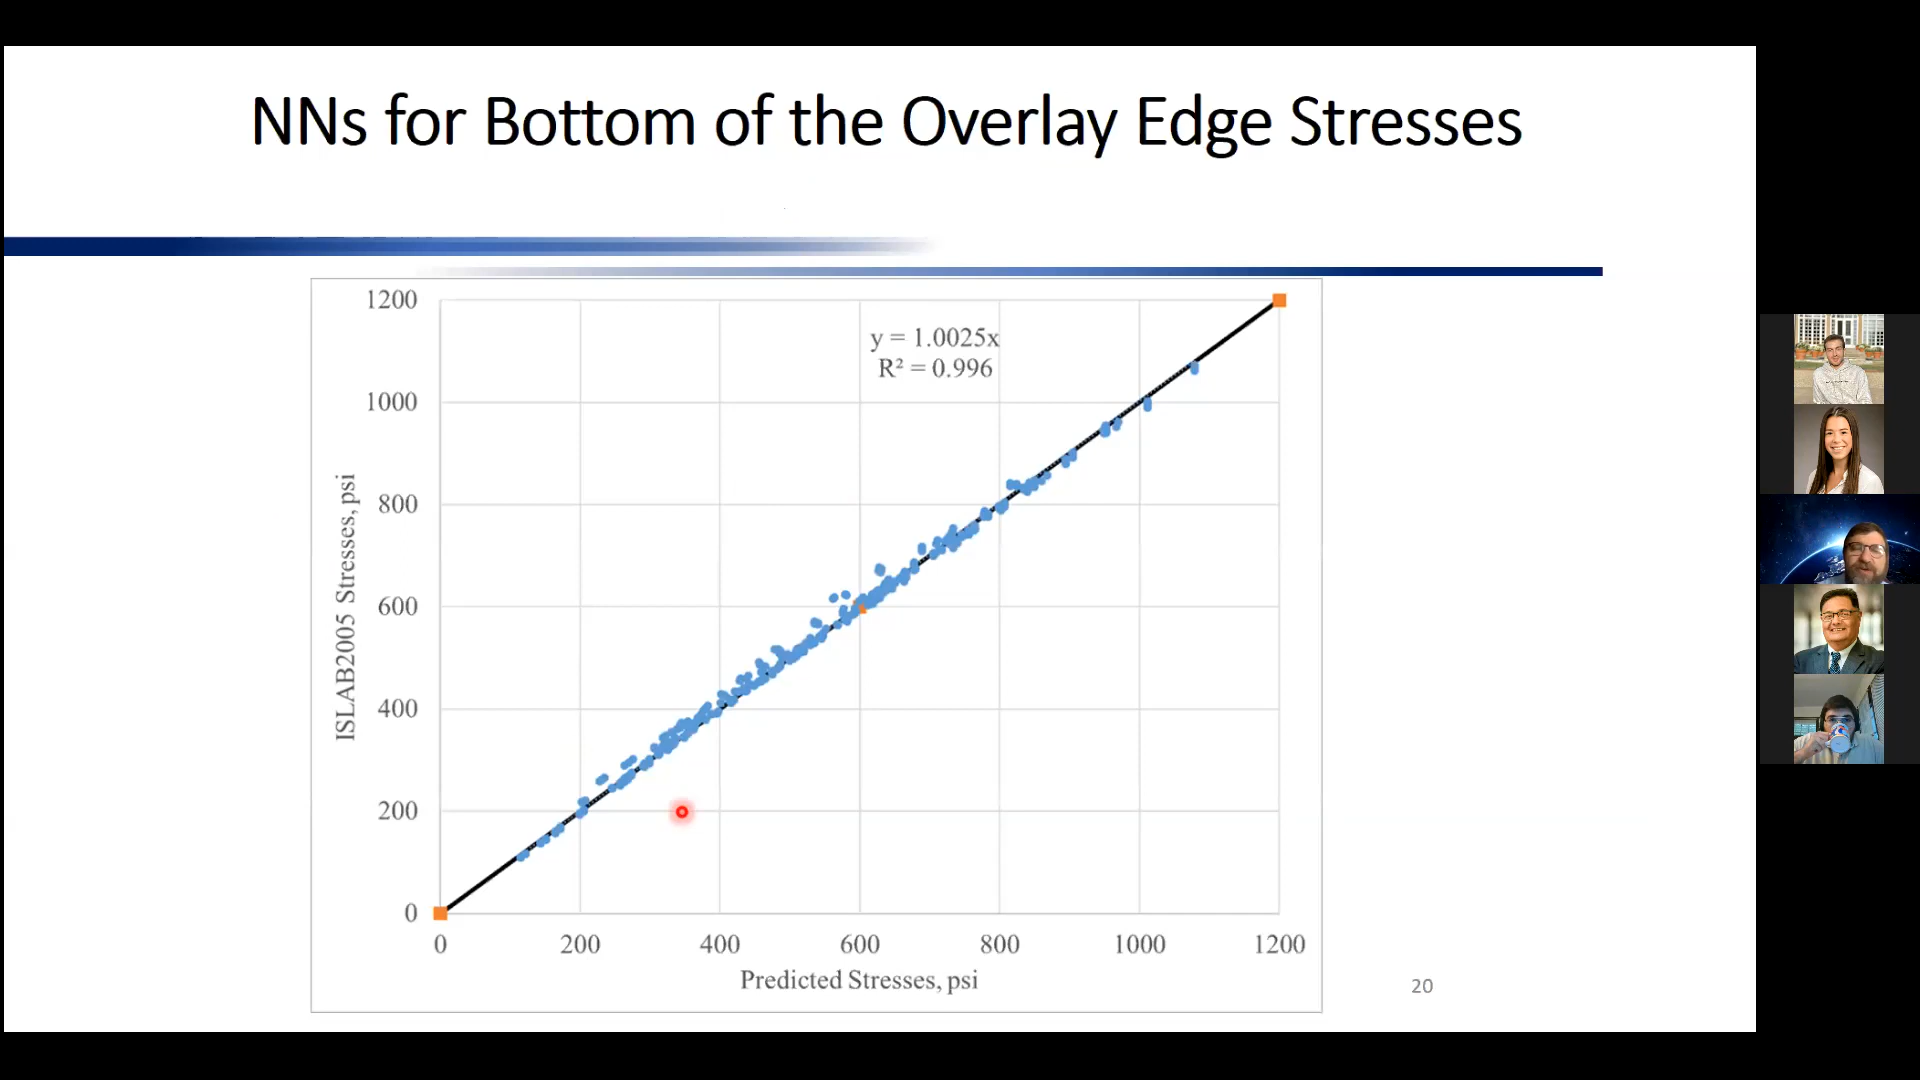 NNs for Bottom of the Overlay Edge Stresses
1200
1000
800
600
400
200
0
ISLAB2005 Stresses, psi
y = 1.0025x
R² = 0.996
0 200 400 600 800 1000 1200
Predicted Stresses, psi
20